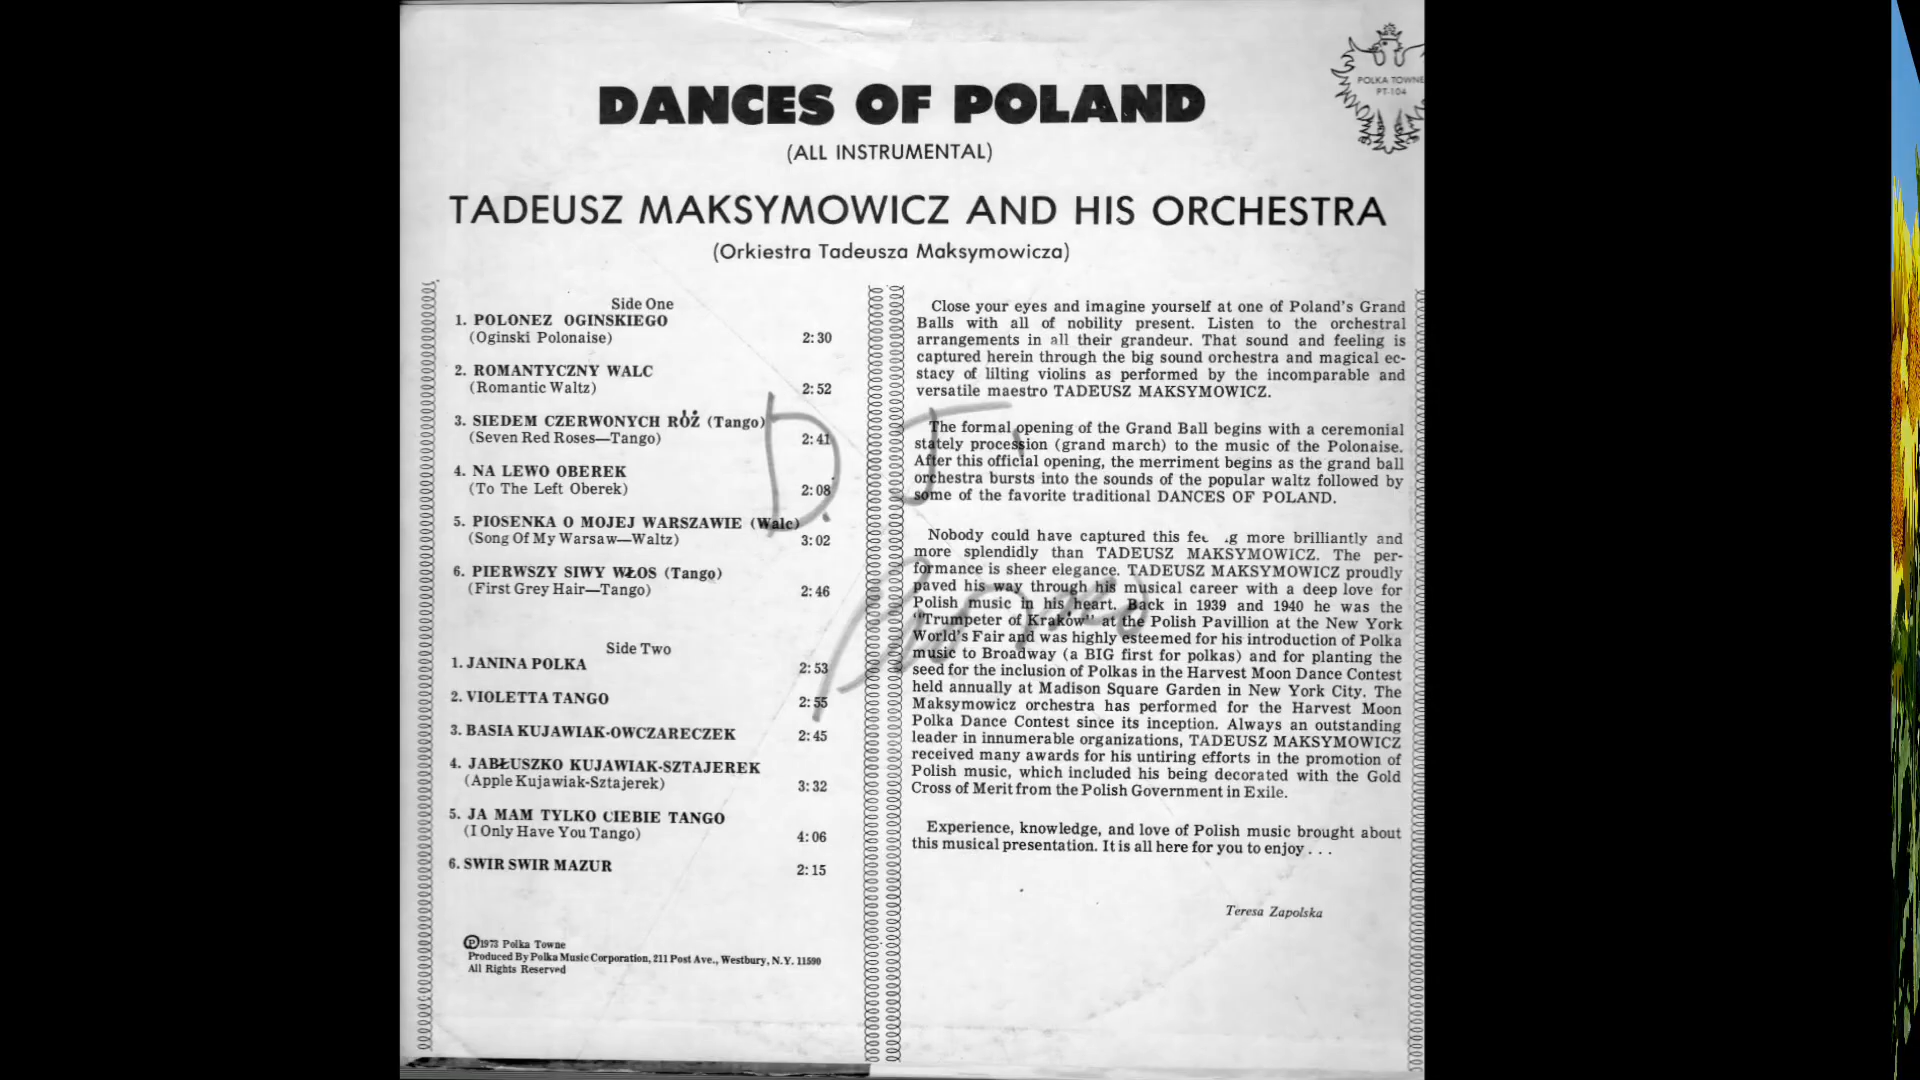 POLKA TOWNE
PT-104
DANCES OF POLAND
(ALL INSTRUMENTAL)
TADEUSZ MAKSYMOWICZ AND HIS ORCHESTRA
(Orkiestra Tadeusza Maksymowicza)
Side One
1. POLONEZ OGINSKIEGO
(Oginski Polonaise) 2:30
2. ROMANTYCZNY WALC
(Romantic Waltz) 2:52
3. SIEDEM CZERWONYCH RÓŻ (Tango)
(Seven Red Roses—Tango) 2:41
4. NA LEWO OBEREK
(To The Left Oberek) 2:08
5. PIOSENKA O MOJEJ WARSZAWIE (Walc)
(Song Of My Warsaw—Waltz) 3:02
6. PIERWSZY SIWY WŁOS (Tango)
(First Grey Hair—Tango) 2:46
Side Two
1. JANINA POLKA 2:53
2. VIOLETTA TANGO 2:55
3. BASIA KUJAWIAK-OWCZARECZEK 2:45
4. JABŁUSZKO KUJAWIAK-SZTAJEREK
(Apple Kujawiak-Sztajerek) 3:32
5. JA MAM TYLKO CIEBIE TANGO
(I Only Have You Tango) 4:06
6. SWIR SWIR MAZUR 2:15
Ⓟ1973 Polka Towne
Produced By Polka Music Corporation, 211 Post Ave., Westbury, N.Y. 11590
All Rights Reserved
Close your eyes and imagine yourself at one of Poland's Grand
Balls with all of nobility present. Listen to the orchestral
arrangements in all their grandeur. That sound and feeling is
captured herein through the big sound orchestra and magical ec-
stacy of lilting violins as performed by the incomparable and
versatile maestro TADEUSZ MAKSYMOWICZ.
The formal opening of the Grand Ball begins with a ceremonial
stately procession (grand march) to the music of the Polonaise.
After this official opening, the merriment begins as the grand ball
orchestra bursts into the sounds of the popular waltz followed by
some of the favorite traditional DANCES OF POLAND.
Nobody could have captured this more brilliantly and
more splendidly than TADEUSZ MAKSYMOWICZ. The per-
formance is sheer elegance. TADEUSZ MAKSYMOWICZ proudly
paved his way through his musical career with a deep love for
Polish music in his heart. Back in 1939 and 1940 he was the
"Trumpeter of Krakow" at the Polish Pavillion at the New York
World's Fair and was highly esteemed for his introduction of Polka
music to Broadway (a BIG first for polkas) and for planting the
seed for the inclusion of Polkas in the Harvest Moon Dance Contest
held annually at Madison Square Garden in New York City. The
Maksymowicz orchestra has performed for the Harvest Moon
Polka Dance Contest since its inception. Always an outstanding
leader in innumerable organizations, TADEUSZ MAKSYMOWICZ
received many awards for his untiring efforts in the promotion of
Polish music, which included his being decorated with the Gold
Cross of Merit from the Polish Government in Exile.
Experience, knowledge, and love of Polish music brought about
this musical presentation. It is all here for you to enjoy . . .
Teresa Zapolska
D.J.